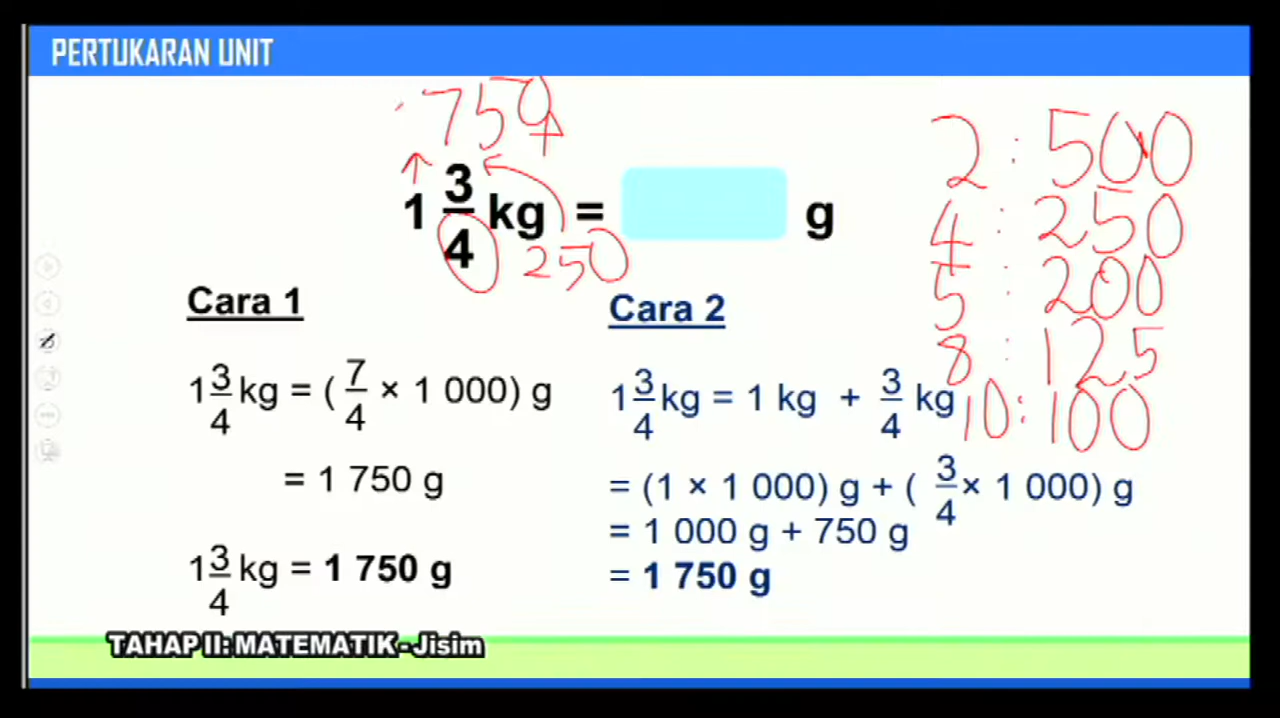 PERTUKARAN UNIT
750
1 3/4 kg = g
250
2 : 500
4 : 250
5 : 200
8 : 125
10 : 100
Cara 1
1 3/4 kg = ( 7/4 × 1 000) g
= 1 750 g
1 3/4 kg = 1 750 g
Cara 2
1 3/4 kg = 1 kg + 3/4 kg
= (1 × 1 000) g + ( 3/4 × 1 000) g
= 1 000 g + 750 g
= 1 750 g
TAHAP II: MATEMATIK - Jisim